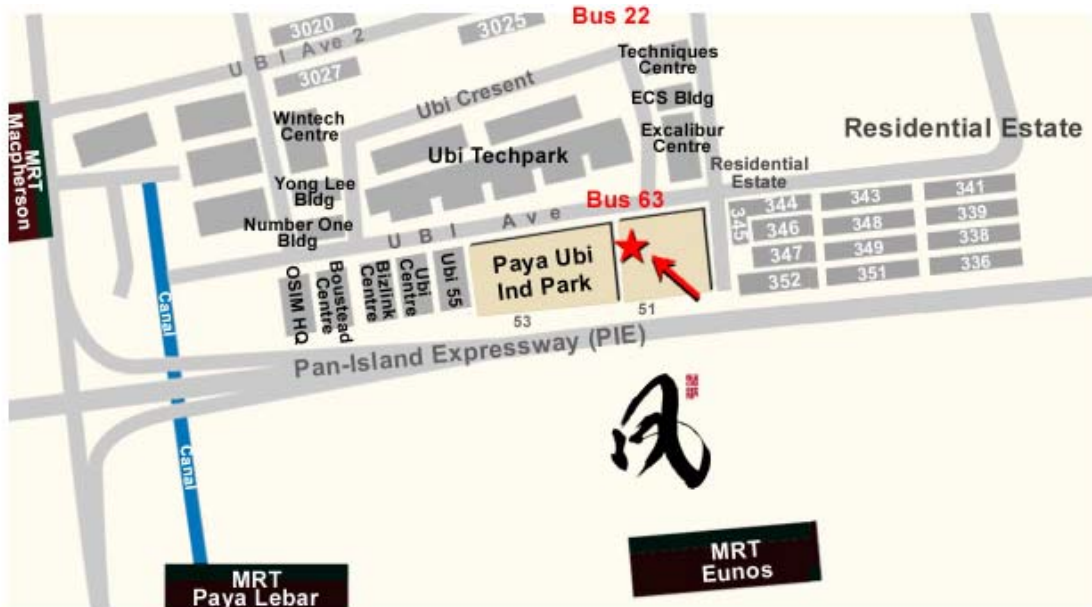 Bus 22
3020
3025
UBI Ave 2
3027
Techniques
Centre
Ubi Cresent
ECS Bldg
MRT
Macpherson
Wintech
Centre
Excalibur
Centre
Residential Estate
Ubi Techpark
Residential
Estate
Yong Lee
Bldg
Bus 63
Number One
Bldg
UBI Ave
344
343
341
345
346
348
339
347
349
338
352
351
336
OSIM HQ
Boustead
Centre
Bizlink
Centre
Ubi
Centre
Ubi 55
Paya Ubi
Ind Park
53
51
Canal
Pan-Island Expressway (PIE)
Canal
MRT
Eunos
MRT
Paya Lebar